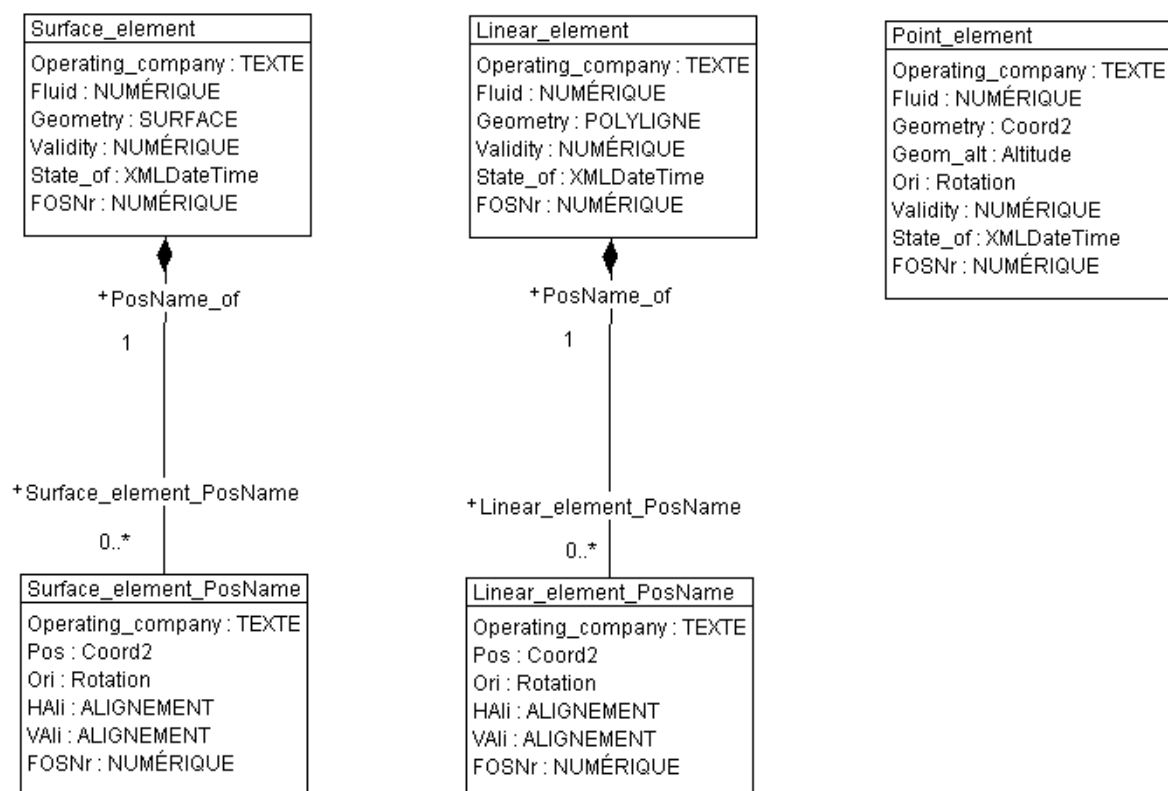 Surface_element
Operating_company : TEXTE
Fluid : NUMÉRIQUE
Geometry : SURFACE
Validity : NUMÉRIQUE
State_of : XMLDateTime
FOSNr : NUMÉRIQUE
+PosName_of
1
+Surface_element_PosName
0..*
Surface_element_PosName
Operating_company : TEXTE
Pos : Coord2
Ori : Rotation
HAli : ALIGNEMENT
VAli : ALIGNEMENT
FOSNr : NUMÉRIQUE
Linear_element
Operating_company : TEXTE
Fluid : NUMÉRIQUE
Geometry : POLYLIGNE
Validity : NUMÉRIQUE
State_of : XMLDateTime
FOSNr : NUMÉRIQUE
+PosName_of
1
+Linear_element_PosName
0..*
Linear_element_PosName
Operating_company : TEXTE
Pos : Coord2
Ori : Rotation
HAli : ALIGNEMENT
VAli : ALIGNEMENT
FOSNr : NUMÉRIQUE
Point_element
Operating_company : TEXTE
Fluid : NUMÉRIQUE
Geometry : Coord2
Geom_alt : Altitude
Ori : Rotation
Validity : NUMÉRIQUE
State_of : XMLDateTime
FOSNr : NUMÉRIQUE